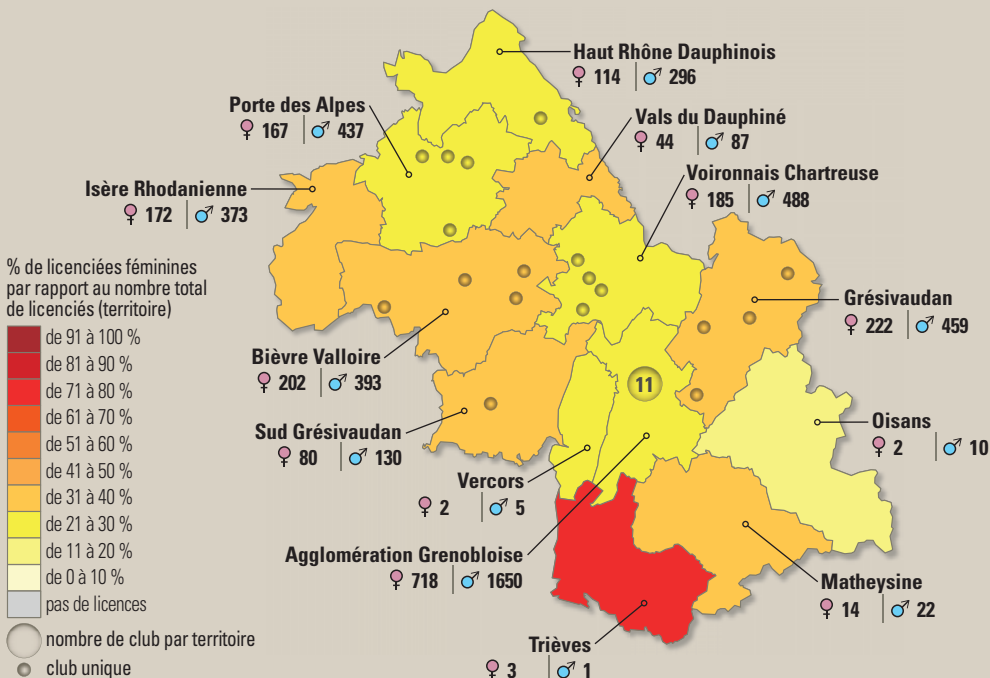 Haut Rhône Dauphinois
♀ 114 | ♂ 296
Porte des Alpes
♀ 167 | ♂ 437
Vals du Dauphiné
♀ 44 | ♂ 87
Isère Rhodanienne
♀ 172 | ♂ 373
Voironnais Chartreuse
♀ 185 | ♂ 488
Grésivaudan
♀ 222 | ♂ 459
Bièvre Valloire
♀ 202 | ♂ 393
11
Sud Grésivaudan
♀ 80 | ♂ 130
Oisans
♀ 2 | ♂ 10
Vercors
♀ 2 | ♂ 5
Agglomération Grenobloise
♀ 718 | ♂ 1650
Matheysine
♀ 14 | ♂ 22
Trièves
♀ 3 | ♂ 1
% de licenciées féminines
par rapport au nombre total
de licenciés (territoire)
de 91 à 100 %
de 81 à 90 %
de 71 à 80 %
de 61 à 70 %
de 51 à 60 %
de 41 à 50 %
de 31 à 40 %
de 21 à 30 %
de 11 à 20 %
de 0 à 10 %
pas de licences
nombre de club par territoire
club unique